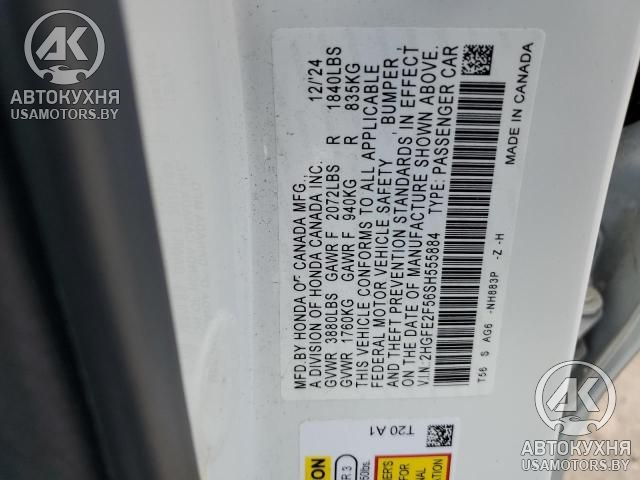 AK
АВТОКУХНЯ
USAMOTORS.BY
MFD.BY HONDA OF CANADA MFG., 12/'24
A DIVISION OF HONDA CANADA INC.
GVWR 3880LBS GAWR F 2072LBS R 1840LBS
GVWR 1760KG GAWR F 940KG R 835KG
THIS VEHICLE CONFORMS TO ALL APPLICABLE
FEDERAL MOTOR VEHICLE SAFETY , BUMPER ,
AND THEFT PREVENTION STANDARDS IN EFFECT
ON THE DATE OF MANUFACTURE SHOWN ABOVE.
V.I.N.:2HGFE2F56SH555884 TYPE: PASSENGER CAR
T56 S AG6 -NH883P -Z -H
MADE IN CANADA
T20 A1
AK
АВТОКУХНЯ
USAMOTORS.BY